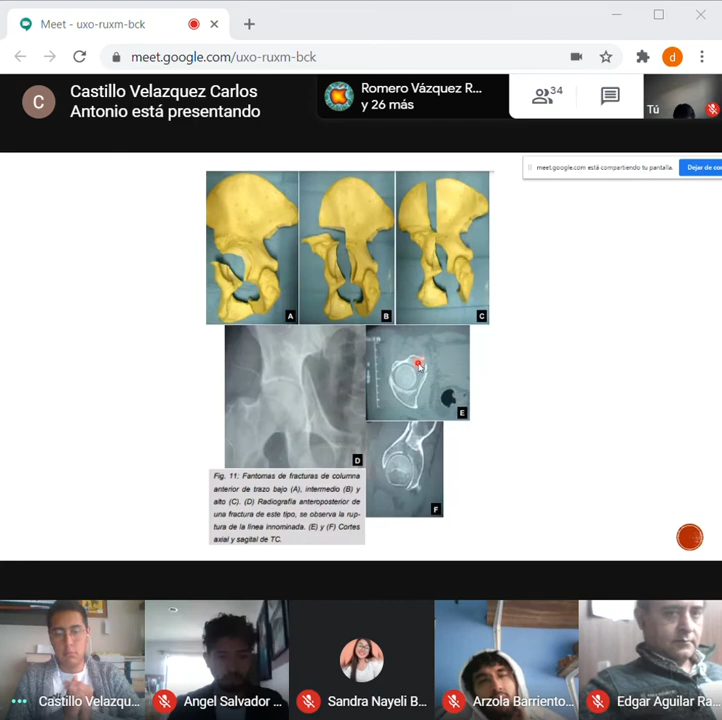 Meet - uxo-ruxm-bck
meet.google.com/uxo-ruxm-bck
d
C
Castillo Velazquez Carlos
Antonio está presentando
Romero Vázquez R...
y 26 más
34
Tú
meet.google.com está compartiendo tu pantalla.
Dejar de co
A
B
C
D
E
F
Fig. 11: Fantomas de fracturas de columna
anterior de trazo bajo (A), intermedio (B) y
alto (C). (D) Radiografía anteroposterior de
una fractura de este tipo, se observa la rup-
tura de la línea innominada. (E) y (F) Cortes
axial y sagital de TC.
Castillo Velazqu...
Angel Salvador ...
Sandra Nayeli B...
Arzola Barriento...
Edgar Aguilar Ra...